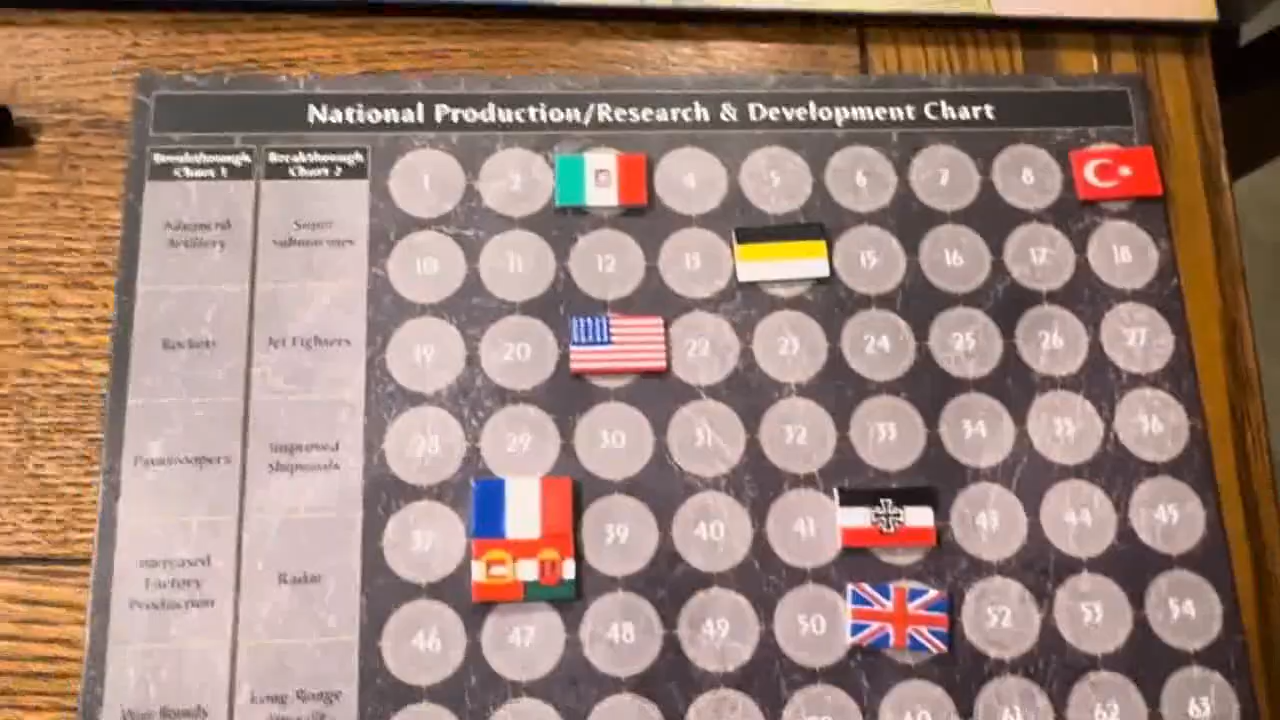 National Production/Research & Development Chart
Breakthrough Chart 1
Breakthrough Chart 2
1 2 4 5 6 7 8
Advanced Artillery
Super Submarines
10 11 12 13 15 16 17 18
Rockets
Jet Fighters
19 20 22 23 24 25 26 27
Paratroopers
Improved Shipyards
28 29 30 31 32 33 34 35 36
37 39 40 41 43 44 45
Increased Factory Production
Radar
46 47 48 49 50 52 53 54
War Bonds
Long Range
61 62 63